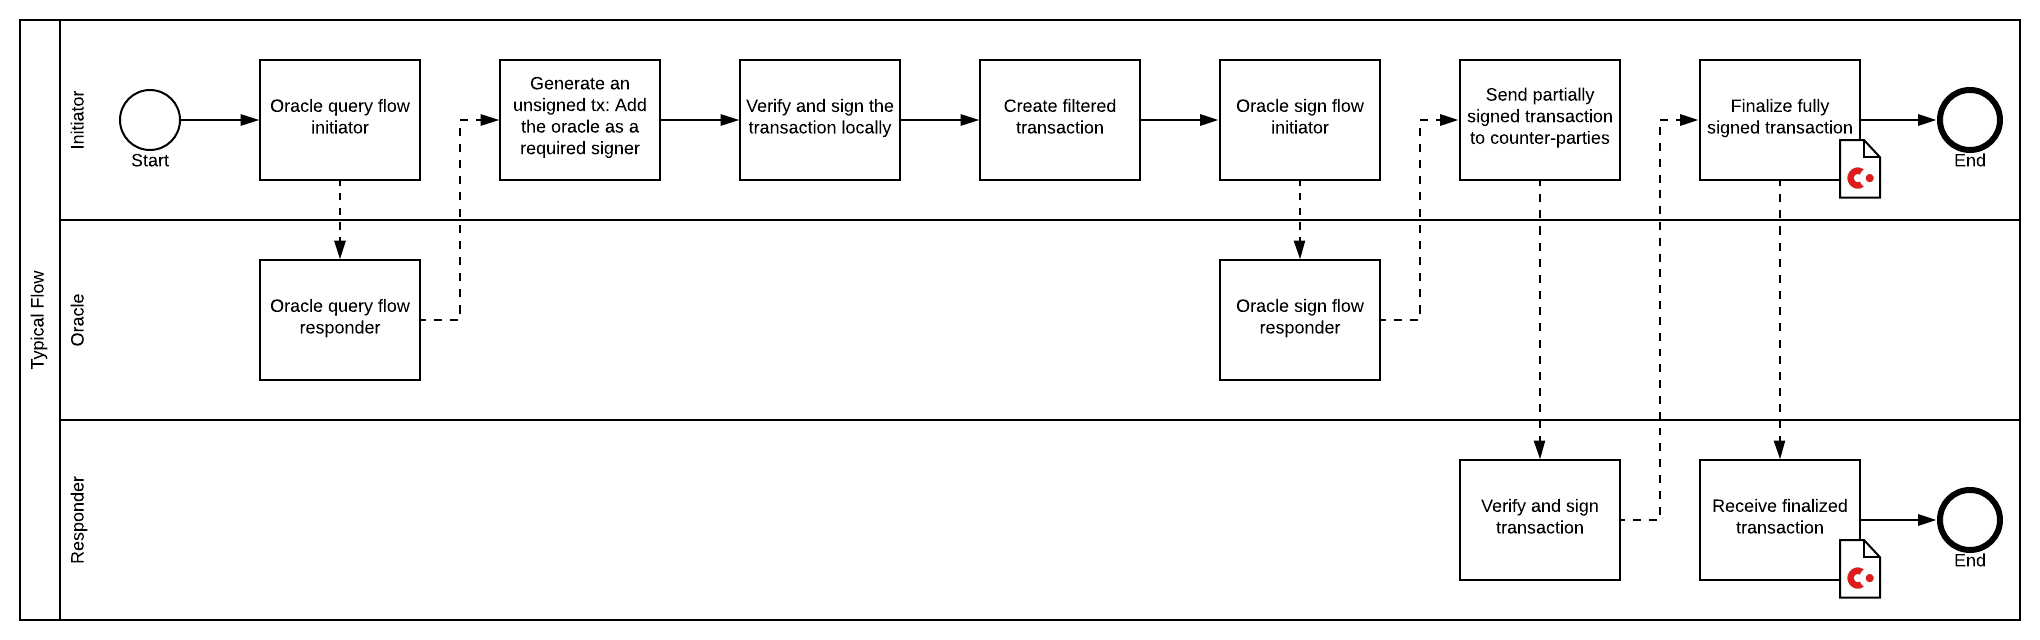 Typical Flow
Initiator
Start
Oracle query flow
initiator
Generate an
unsigned tx: Add
the oracle as a
required signer
Verify and sign the
transaction locally
Create filtered
transaction
Oracle sign flow
initiator
Send partially
signed transaction
to counter-parties
Finalize fully
signed transaction
End
Oracle
Oracle query flow
responder
Oracle sign flow
responder
Responder
Verify and sign
transaction
Receive finalized
transaction
End